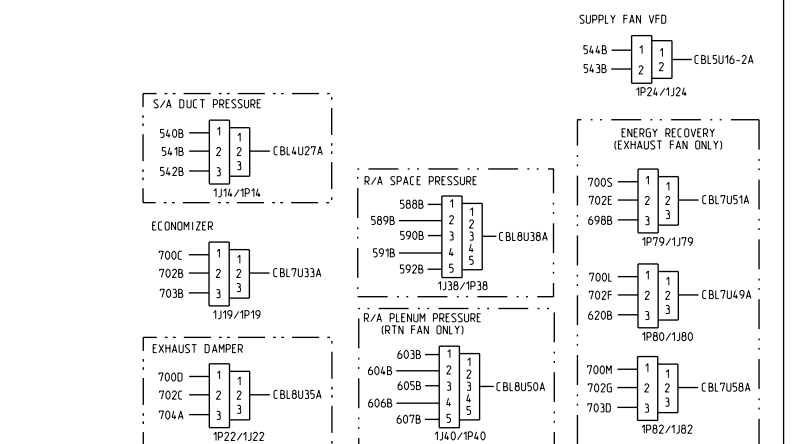 SUPPLY FAN VFD
544B 1 1
543B 2 2 CBL5U16-2A
1P24/1J24
S/A DUCT PRESSURE
540B 1 1
541B 2 2 CBL4U27A
542B 3 3
1J14/1P14
ECONOMIZER
700C 1 1
702B 2 2 CBL7U33A
703B 3 3
1J19/1P19
EXHAUST DAMPER
700D 1 1
702C 2 2 CBL8U35A
704A 3 3
1P22/1J22
R/A SPACE PRESSURE
588B 1 1
589B 2 2
590B 3 3 CBL8U38A
591B 4 4
592B 5 5
1J38/1P38
R/A PLENUM PRESSURE
(RTN FAN ONLY)
603B 1 1
604B 2 2
605B 3 3 CBL8U50A
606B 4 4
607B 5 5
1J40/1P40
ENERGY RECOVERY
(EXHAUST FAN ONLY)
700S 1 1
702E 2 2 CBL7U51A
698B 3 3
1P79/1J79
700L 1 1
702F 2 2 CBL7U49A
620B 3 3
1P80/1J80
700M 1 1
702G 2 2 CBL7U58A
703D 3 3
1P82/1J82